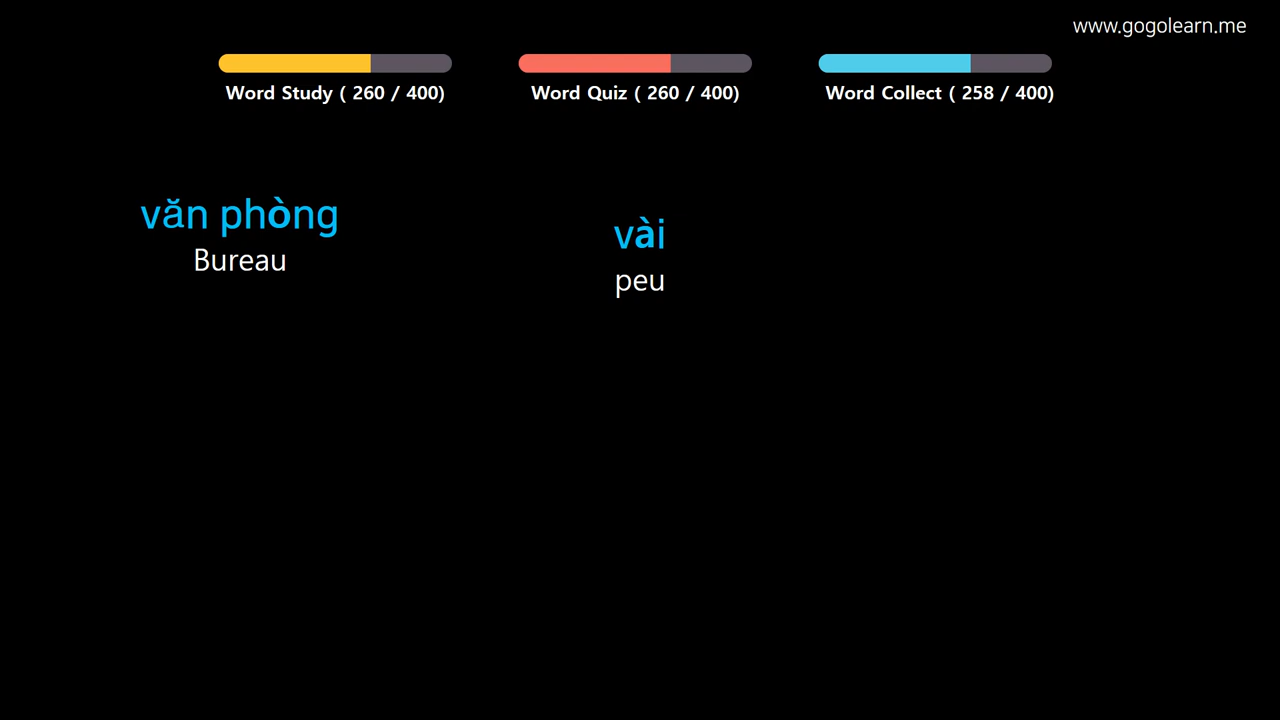 www.gogolearn.me
Word Study ( 260 / 400)
Word Quiz ( 260 / 400)
Word Collect ( 258 / 400)
văn phòng
Bureau
vài
peu